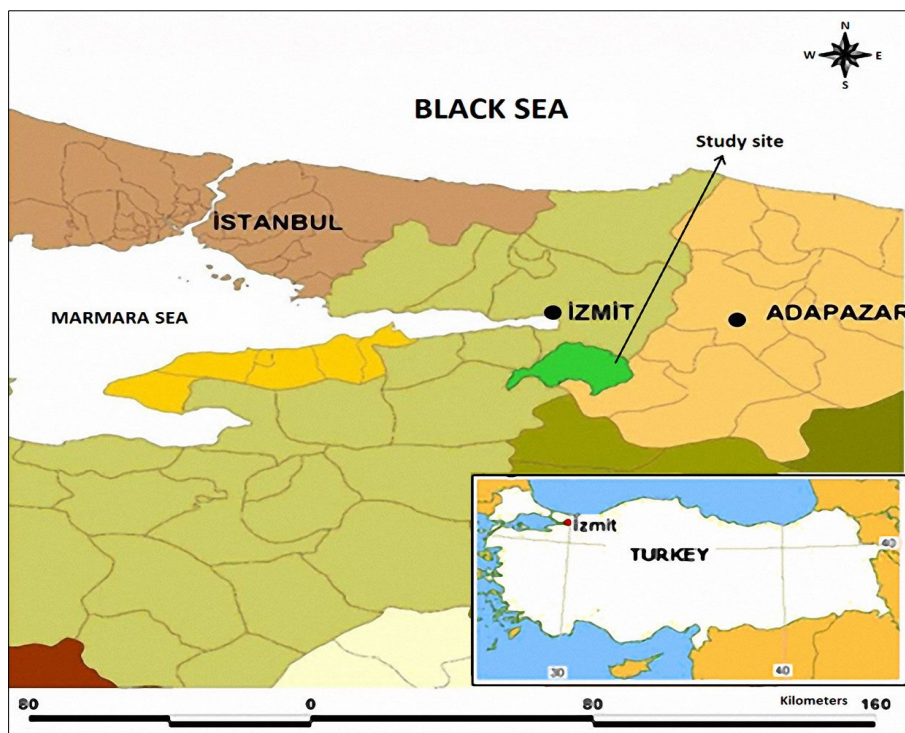 N
W E
S
BLACK SEA
Study site
İSTANBUL
MARMARA SEA
İZMİT
ADAPAZAR
İzmit
TURKEY
40
30
40
Kilometers
80 0 80 160